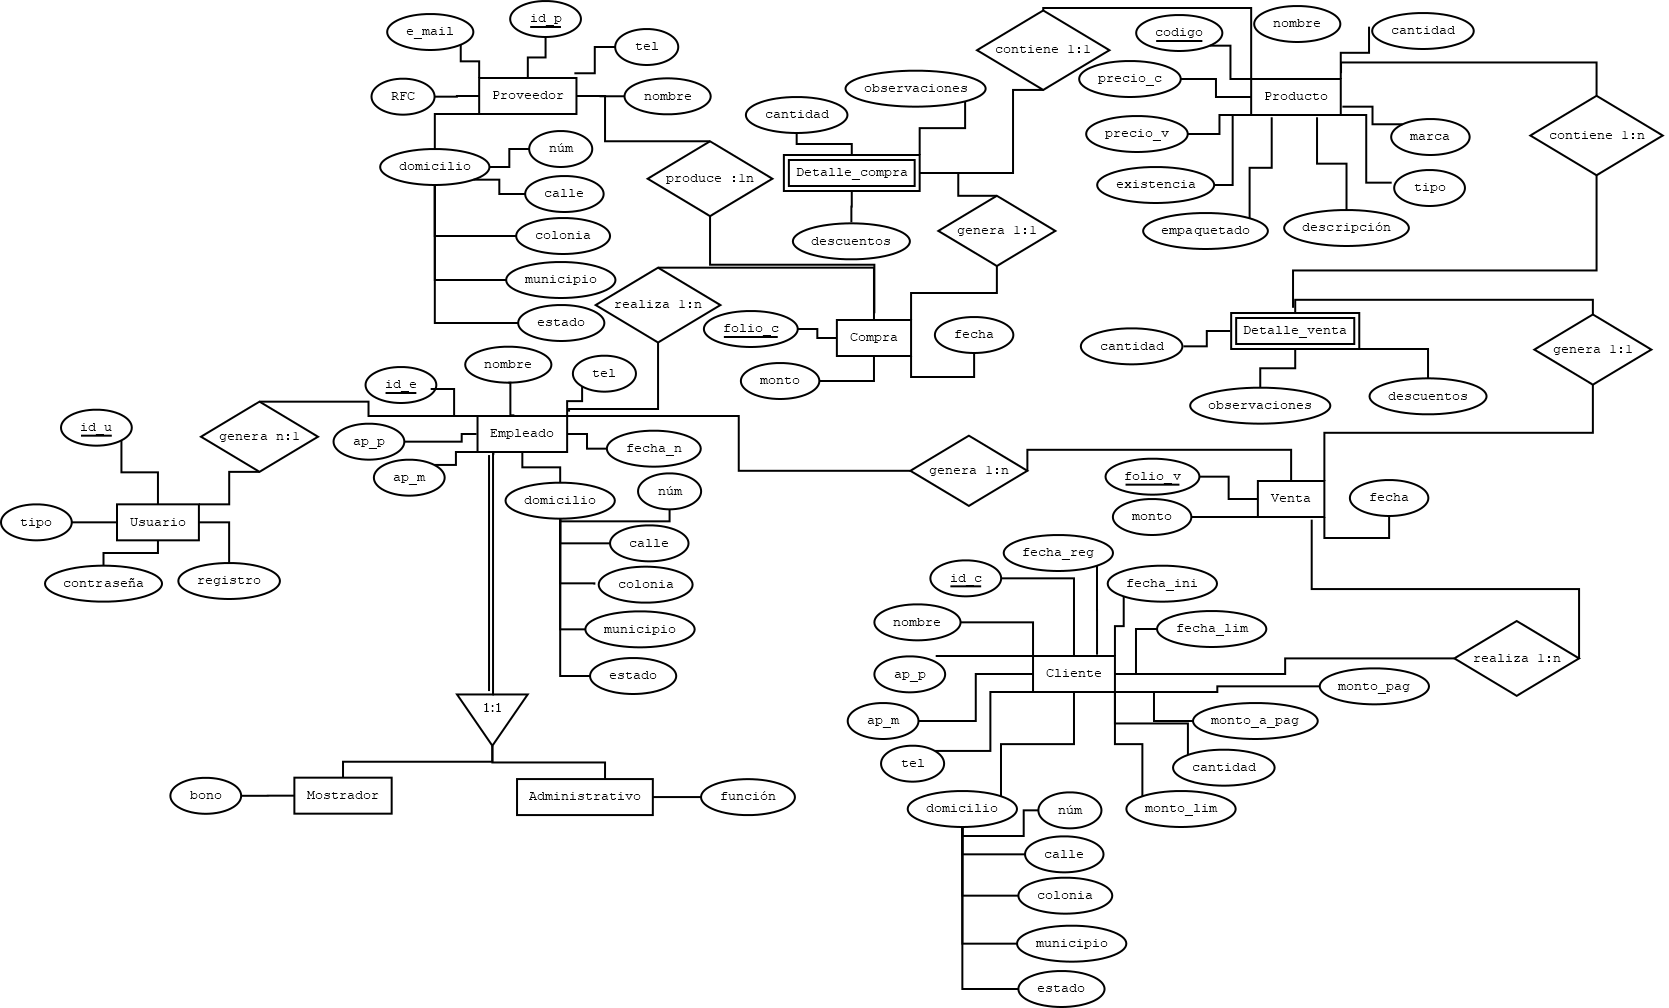 e_mail
id_p
tel
RFC
Proveedor
nombre
domicilio
núm
calle
colonia
municipio
estado
produce :1n
cantidad
observaciones
Detalle_compra
descuentos
contiene 1:1
genera 1:1
codigo
nombre
cantidad
precio_c
Producto
precio_v
marca
existencia
tipo
empaquetado
descripción
contiene 1:n
realiza 1:n
folio_c
Compra
fecha
monto
cantidad
Detalle_venta
genera 1:1
observaciones
descuentos
nombre
tel
id_e
ap_p
Empleado
fecha_n
ap_m
domicilio
núm
calle
colonia
municipio
estado
id_u
genera n:1
tipo
Usuario
contraseña
registro
genera 1:n
folio_v
Venta
fecha
monto
1:1
bono
Mostrador
Administrativo
función
fecha_reg
id_c
fecha_ini
nombre
fecha_lim
ap_p
Cliente
realiza 1:n
monto_pag
ap_m
monto_a_pag
tel
cantidad
domicilio
núm
monto_lim
calle
colonia
municipio
estado